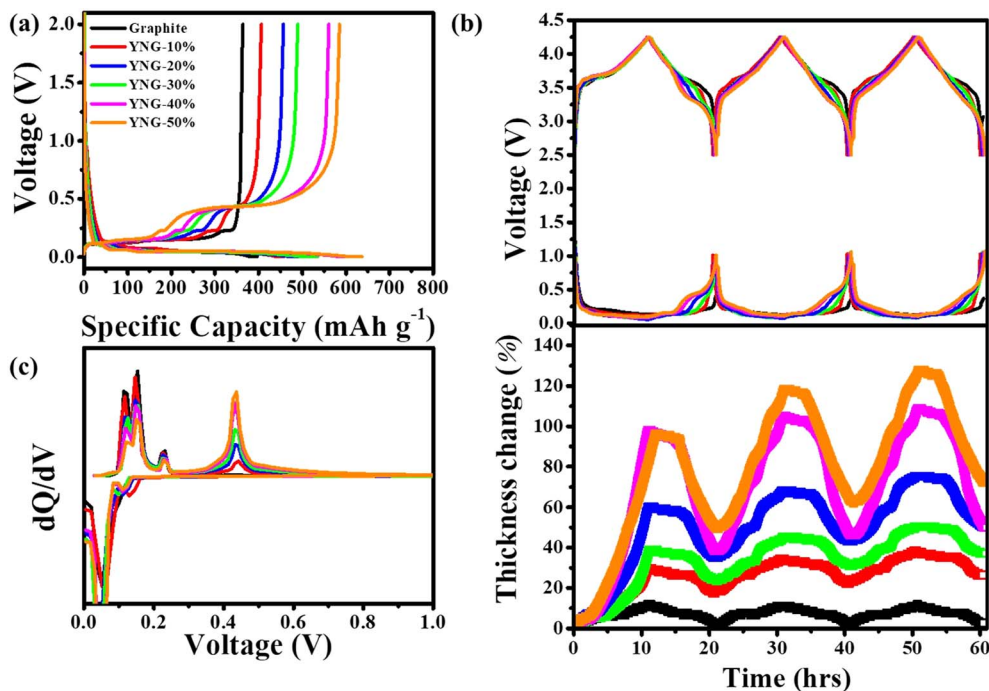 (a)
Graphite
YNG-10%
YNG-20%
YNG-30%
YNG-40%
YNG-50%
Voltage (V)
2.0
1.5
1.0
0.5
0.0
0 100 200 300 400 500 600 700 800
Specific Capacity (mAh g⁻¹)
(b)
Voltage (V)
4.5
4.0
3.5
3.0
2.5
1.0
0.5
0.0
Thickness change (%)
140
120
100
80
60
40
20
0
0 10 20 30 40 50 60
Time (hrs)
(c)
dQ/dV
0.0 0.2 0.4 0.6 0.8 1.0
Voltage (V)